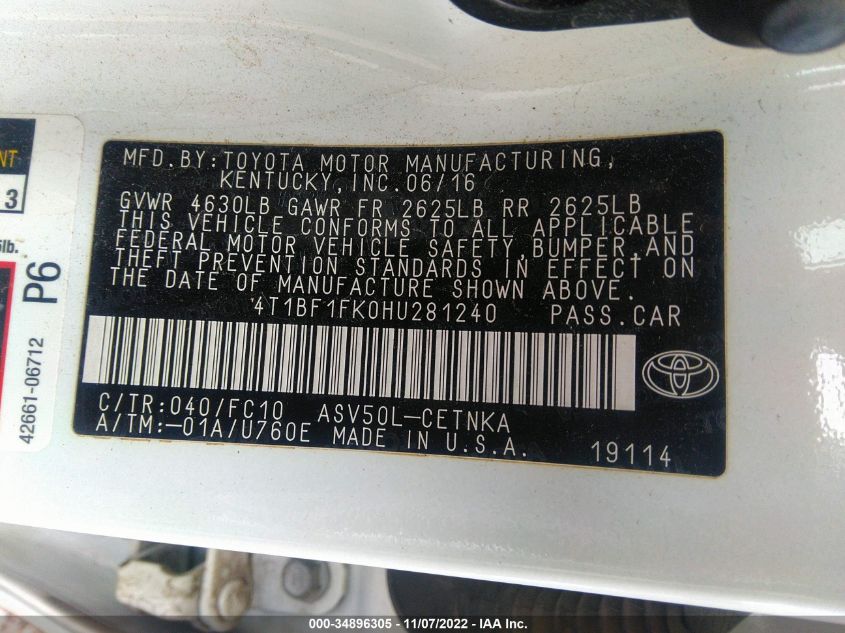 MFD.BY:TOYOTA MOTOR MANUFACTURING,
KENTUCKY,INC.06/16
GVWR 4630LB GAWR FR 2625LB RR 2625LB
THIS VEHICLE CONFORMS TO ALL APPLICABLE
FEDERAL MOTOR VEHICLE SAFETY,BUMPER,AND
THEFT PREVENTION STANDARDS IN EFFECT ON
THE DATE OF MANUFACTURE SHOWN ABOVE.
4T1BF1FK0HU281240 PASS.CAR
C/TR:040/FC10 ASV50L-CETNKA
A/TM:-01A/U760E MADE IN U.S.A. 19114
3
P6
42661-06712
000-34896305 - 11/07/2022 - IAA Inc.